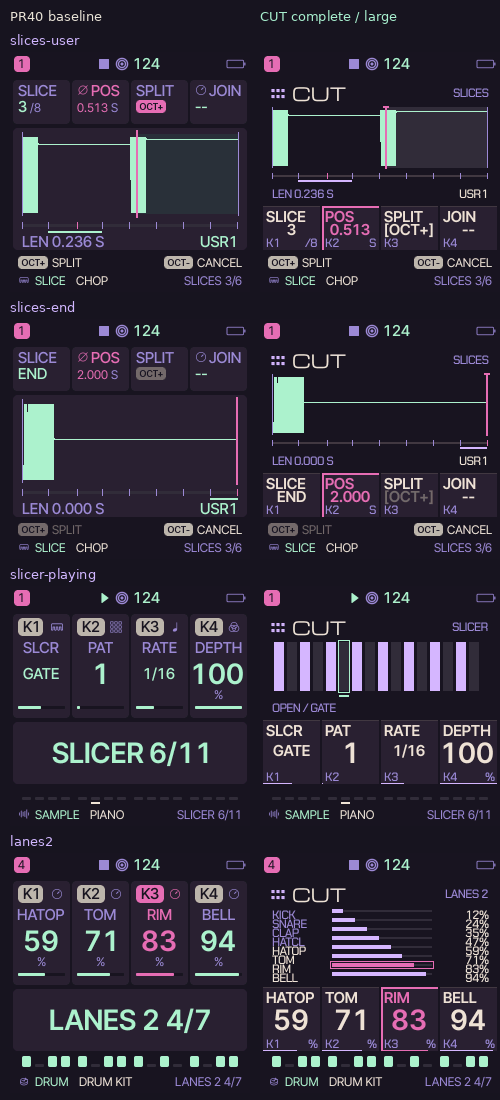 PR40 baseline
CUT complete / large
slices-user
1 124
SLICE POS SPLIT JOIN
3 /8 0.513 S OCT+ --
LEN 0.236 S USR1
OCT+ SPLIT OCT- CANCEL
SLICE CHOP SLICES 3/6
1 124
CUT SLICES
LEN 0.236 S USR1
SLICE POS SPLIT JOIN
3 0.513 [OCT+] --
K1 /8 K2 S K3 K4
OCT+ SPLIT OCT- CANCEL
SLICE CHOP SLICES 3/6
slices-end
1 124
SLICE POS SPLIT JOIN
END 2.000 S OCT+ --
LEN 0.000 S USR1
OCT+ SPLIT OCT- CANCEL
SLICE CHOP SLICES 3/6
1 124
CUT SLICES
LEN 0.000 S USR1
SLICE POS SPLIT JOIN
END 2.000 [OCT+] --
K1 K2 S K3 K4
OCT+ SPLIT OCT- CANCEL
SLICE CHOP SLICES 3/6
slicer-playing
1 124
K1 K2 K3 K4
SLCR PAT RATE DEPTH
GATE 1 1/16 100
%
SLICER 6/11
SAMPLE PIANO SLICER 6/11
1 124
CUT SLICER
OPEN / GATE
SLCR PAT RATE DEPTH
GATE 1 1/16 100
K1 K2 K3 K4 %
SAMPLE PIANO SLICER 6/11
lanes2
4 124
K1 K2 K3 K4
HATOP TOM RIM BELL
59 71 83 94
% % % %
LANES 2 4/7
DRUM DRUM KIT LANES 2 4/7
4 124
CUT LANES 2
KICK 12%
SNARE 24%
CLAP 35%
HATCL 47%
HATOP 59%
TOM 71%
RIM 83%
BELL 94%
HATOP TOM RIM BELL
59 71 83 94
K1 % K2 % K3 % K4 %
DRUM DRUM KIT LANES 2 4/7